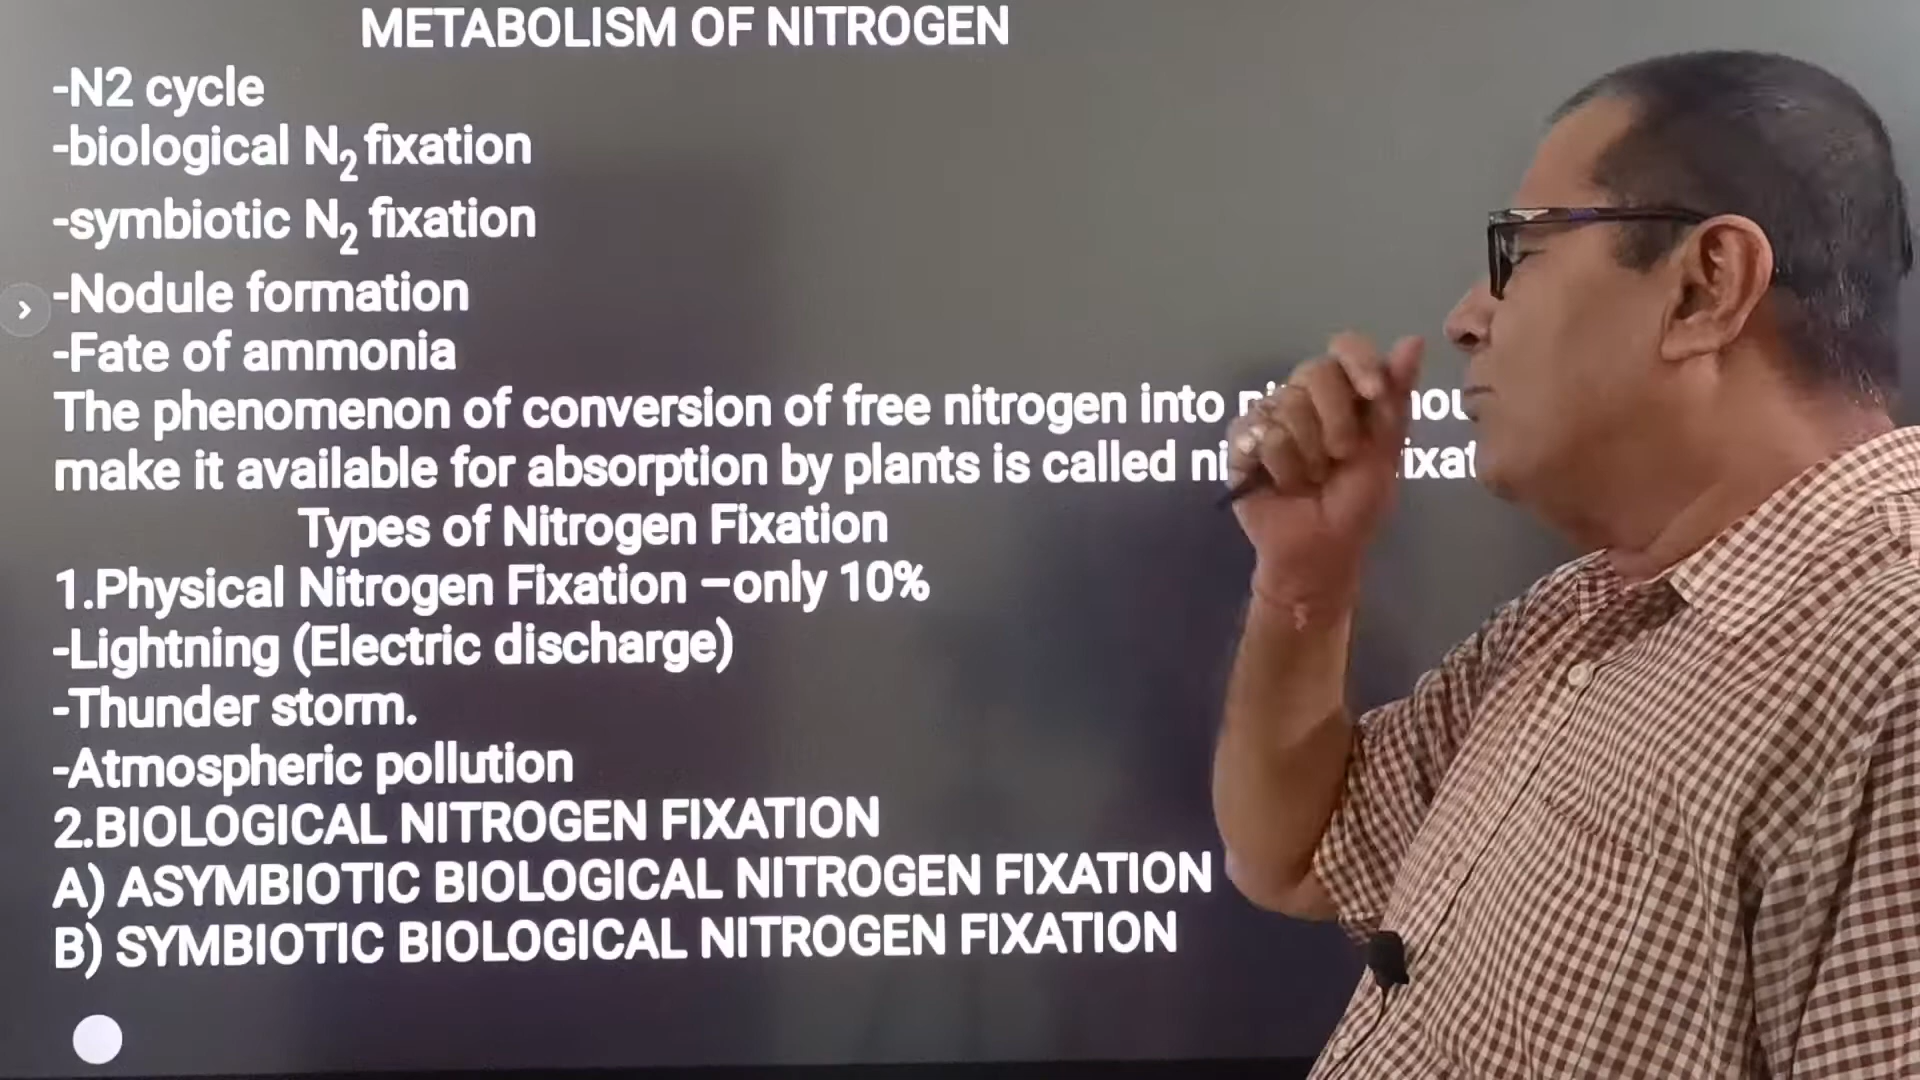 METABOLISM OF NITROGEN
-N2 cycle
-biological N₂ fixation
-symbiotic N₂ fixation
-Nodule formation
-Fate of ammonia
The phenomenon of conversion of free nitrogen into
make it available for absorption by plants is called
Types of Nitrogen Fixation
1.Physical Nitrogen Fixation –only 10%
-Lightning (Electric discharge)
-Thunder storm.
-Atmospheric pollution
2.BIOLOGICAL NITROGEN FIXATION
A) ASYMBIOTIC BIOLOGICAL NITROGEN FIXATION
B) SYMBIOTIC BIOLOGICAL NITROGEN FIXATION